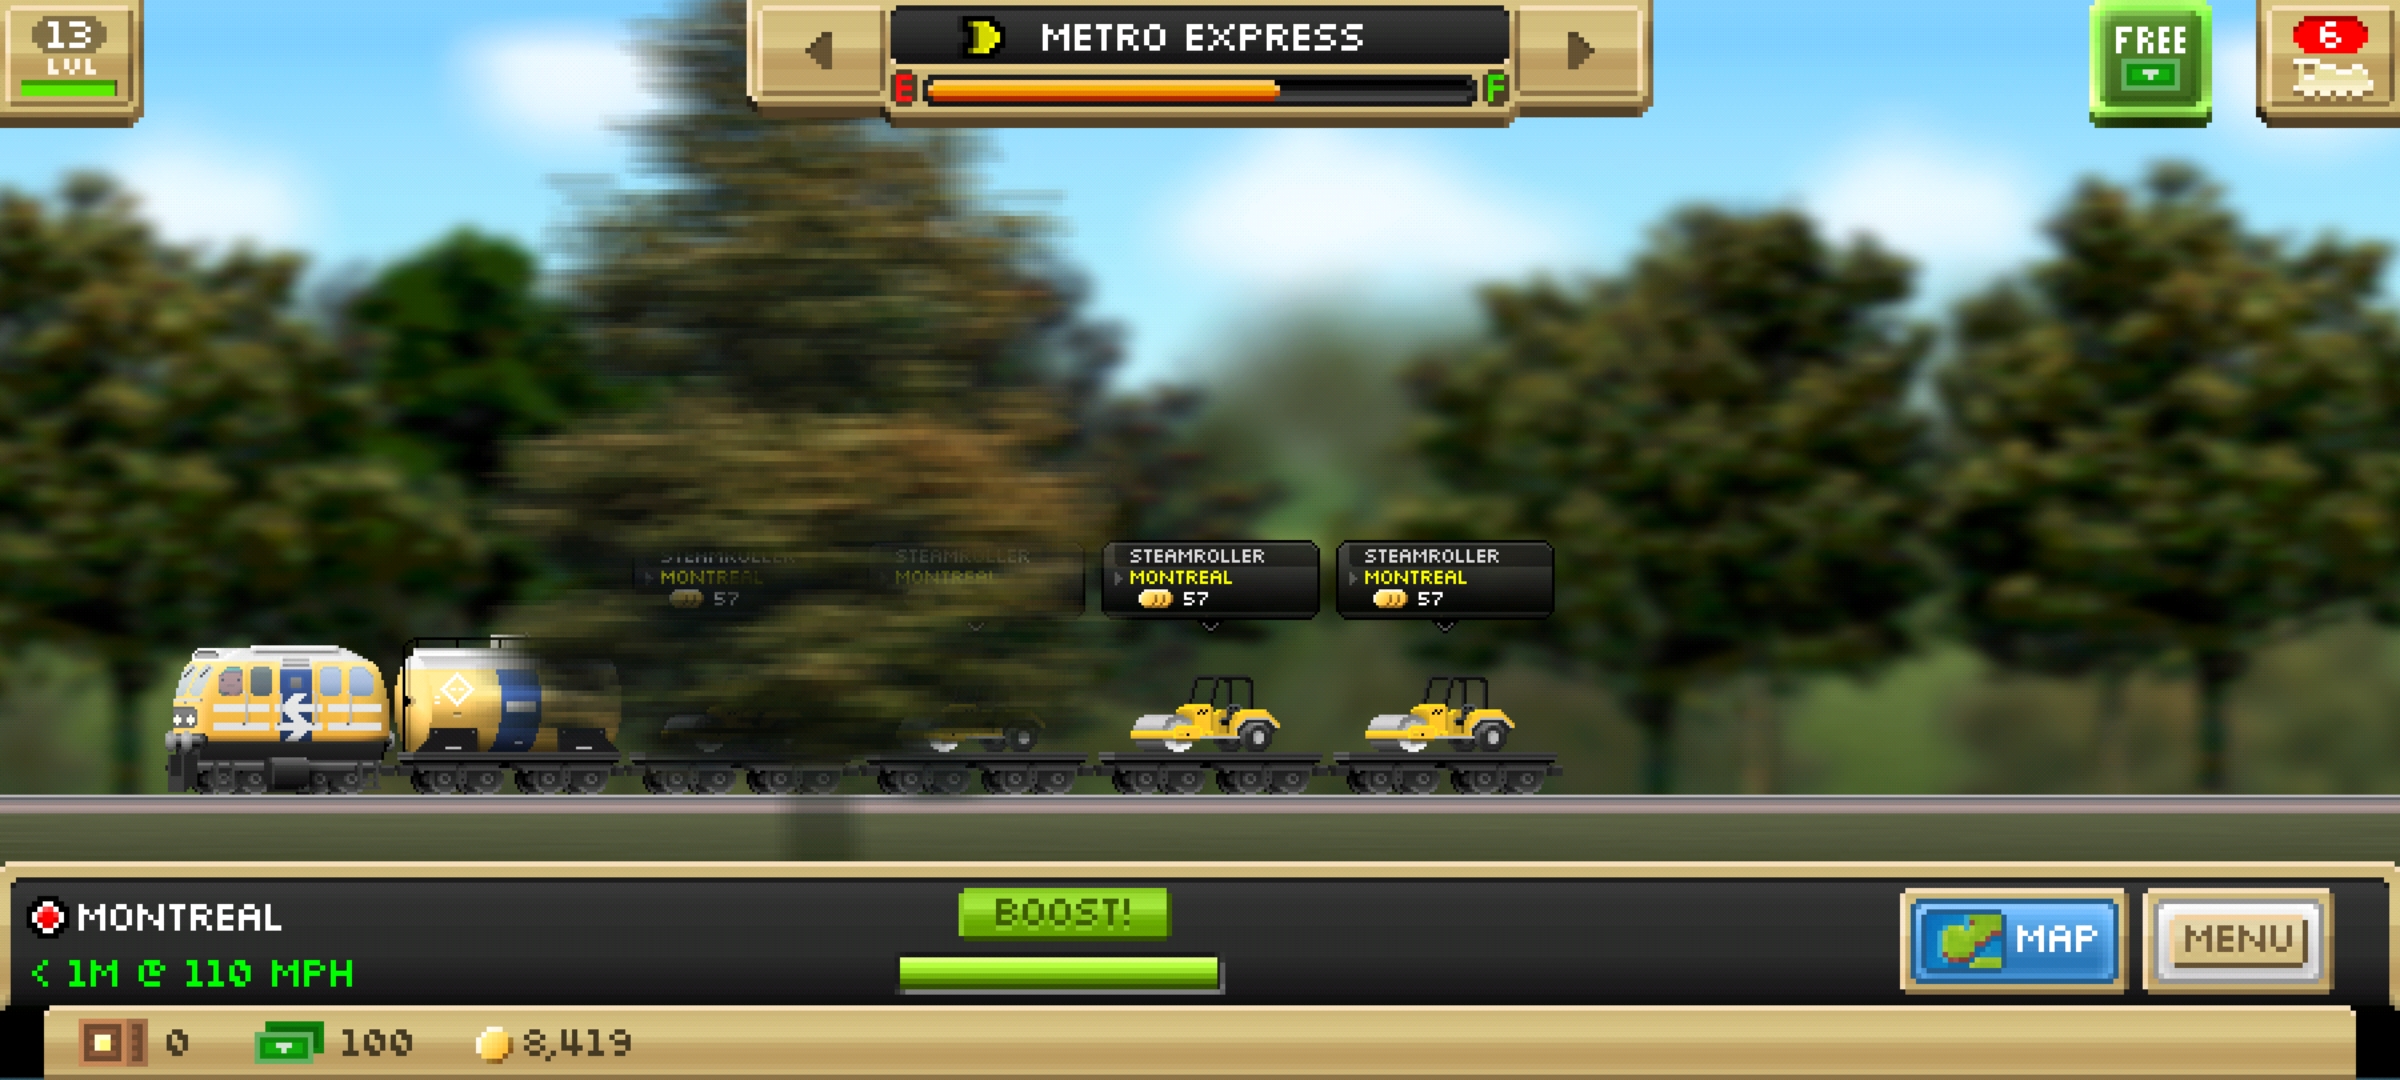 13
LVL
METRO EXPRESS
E
F
FREE
6
STEAMROLLER
MONTREAL
57
STEAMROLLER
MONTREAL
STEAMROLLER
MONTREAL
57
STEAMROLLER
MONTREAL
57
MONTREAL
< 1M @ 110 MPH
BOOST!
MAP
MENU
0
100
8,419